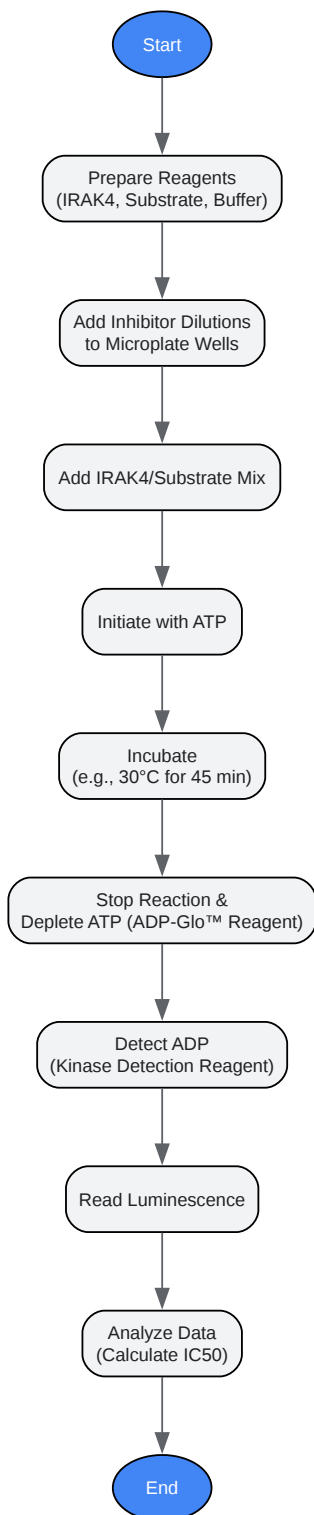 Start
Prepare Reagents
(IRAK4, Substrate, Buffer)
Add Inhibitor Dilutions
to Microplate Wells
Add IRAK4/Substrate Mix
Initiate with ATP
Incubate
(e.g., 30°C for 45 min)
Stop Reaction &
Deplete ATP (ADP-Glo™ Reagent)
Detect ADP
(Kinase Detection Reagent)
Read Luminescence
Analyze Data
(Calculate IC50)
End